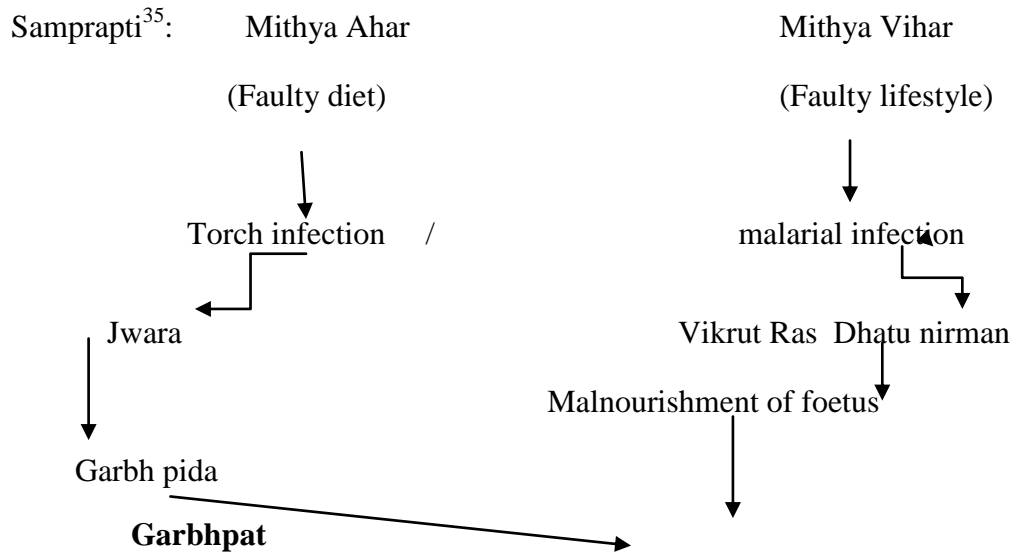 Samprapti35: Mithya Ahar Mithya Vihar
(Faulty diet) (Faulty lifestyle)
Torch infection / malarial infection
Jwara Vikrut Ras Dhatu nirman
Malnourishment of foetus
Garbh pida
Garbhpat